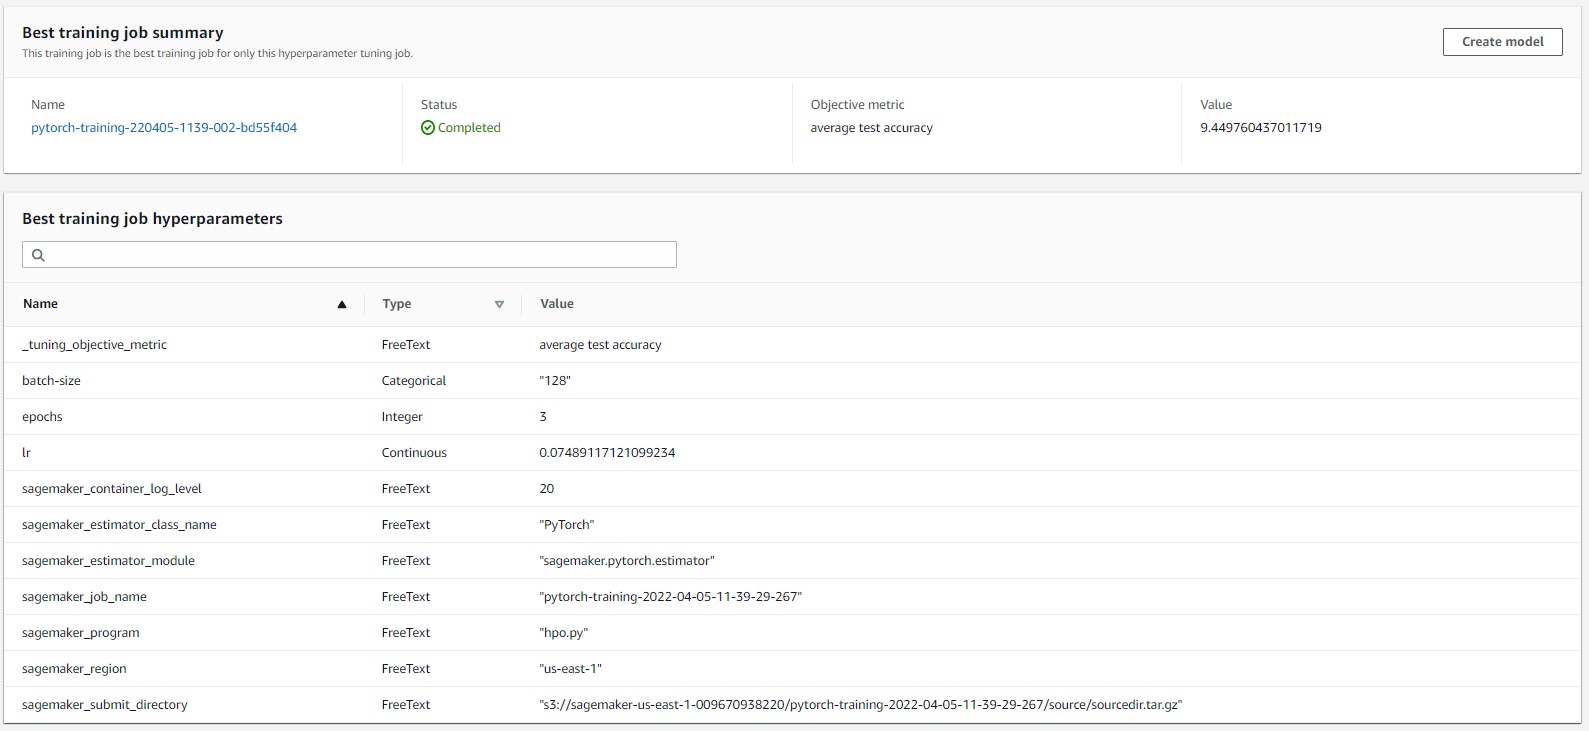 Best training job summary
This training job is the best training job for only this hyperparameter tuning job.
Create model
Name
pytorch-training-220405-1139-002-bd55f404
Status
Completed
Objective metric
average test accuracy
Value
9.449760437011719
Best training job hyperparameters
Name Type Value
_tuning_objective_metric FreeText average test accuracy
batch-size Categorical "128"
epochs Integer 3
lr Continuous 0.07489117121099234
sagemaker_container_log_level FreeText 20
sagemaker_estimator_class_name FreeText "PyTorch"
sagemaker_estimator_module FreeText "sagemaker.pytorch.estimator"
sagemaker_job_name FreeText "pytorch-training-2022-04-05-11-39-29-267"
sagemaker_program FreeText "hpo.py"
sagemaker_region FreeText "us-east-1"
sagemaker_submit_directory FreeText "s3://sagemaker-us-east-1-009670938220/pytorch-training-2022-04-05-11-39-29-267/source/sourcedir.tar.gz"